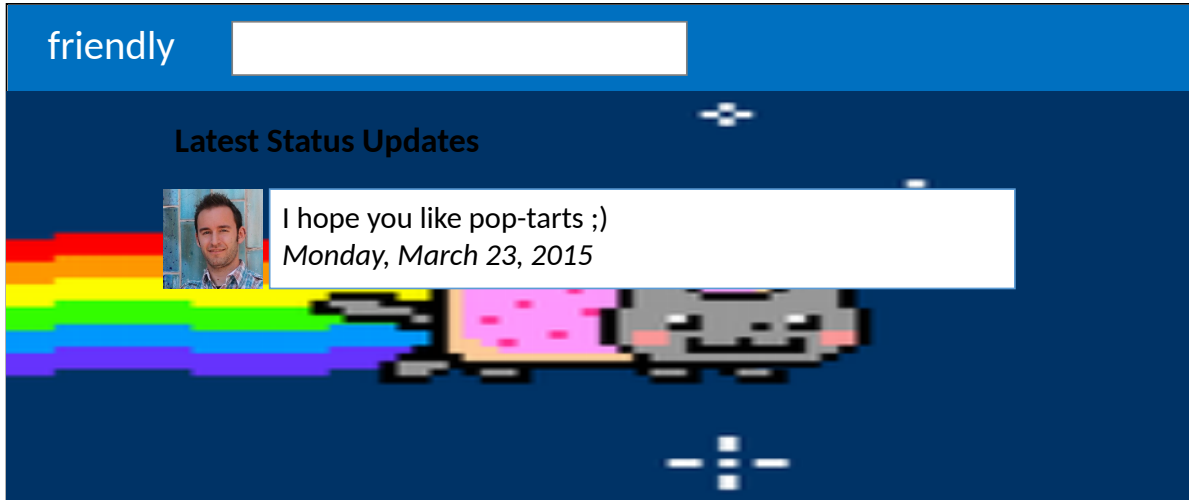 friendly
Latest Status Updates
I hope you like pop-tarts ;)
Monday, March 23, 2015